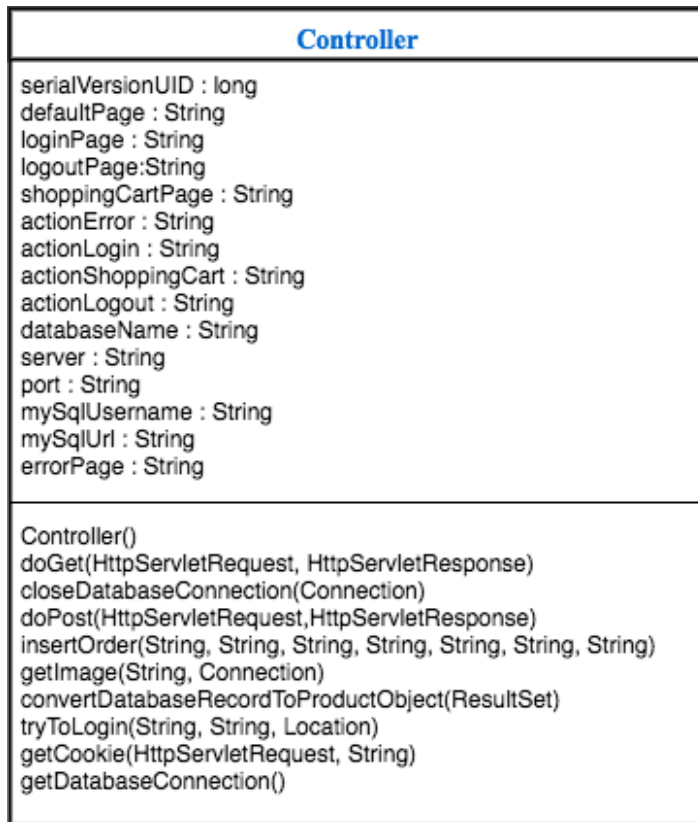 Controller
serialVersionUID : long
defaultPage : String
loginPage : String
logoutPage:String
shoppingCartPage : String
actionError : String
actionLogin : String
actionShoppingCart : String
actionLogout : String
databaseName : String
server : String
port : String
mySqlUsername : String
mySqlUrl : String
errorPage : String
Controller()
doGet(HttpServletRequest, HttpServletResponse)
closeDatabaseConnection(Connection)
doPost(HttpServletRequest,HttpServletResponse)
insertOrder(String, String, String, String, String, String, String)
getImage(String, Connection)
convertDatabaseRecordToProductObject(ResultSet)
tryToLogin(String, String, Location)
getCookie(HttpServletRequest, String)
getDatabaseConnection()